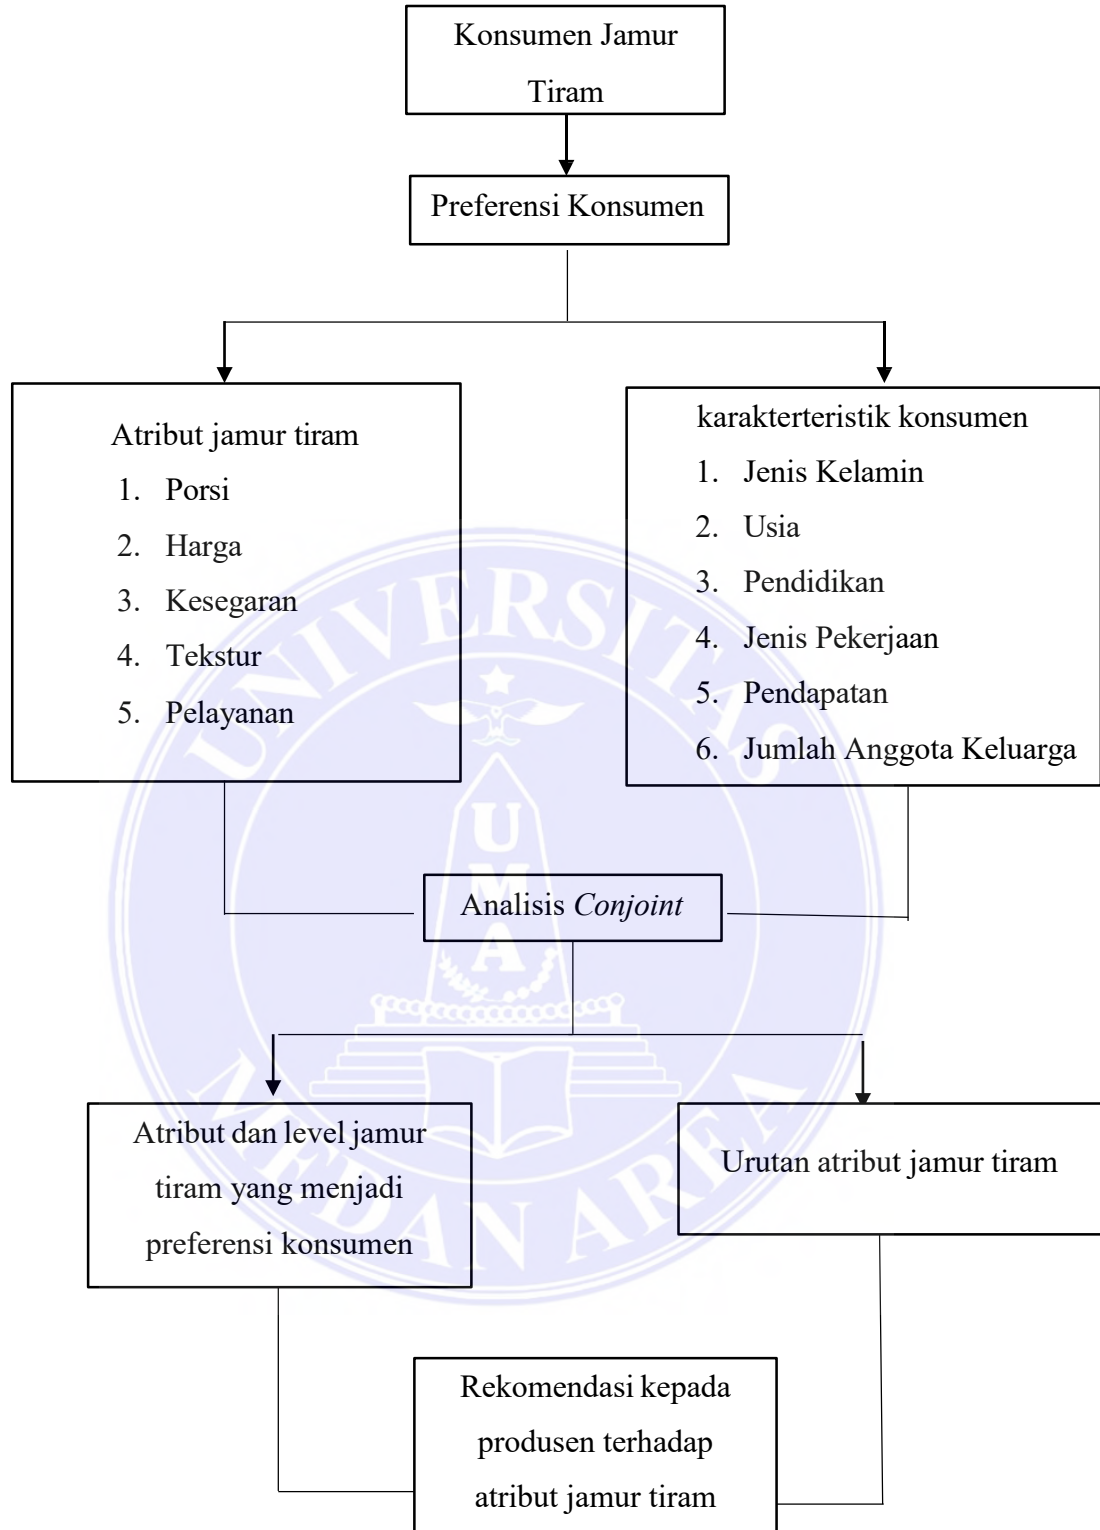 Konsumen Jamur
Tiram
Preferensi Konsumen
Atribut jamur tiram
1. Porsi
2. Harga
3. Kesegaran
4. Tekstur
5. Pelayanan
karakterteristik konsumen
1. Jenis Kelamin
2. Usia
3. Pendidikan
4. Jenis Pekerjaan
5. Pendapatan
6. Jumlah Anggota Keluarga
UNIVERSITAS
U
M
A
MEDAN AREA
Analisis Conjoint
Atribut dan level jamur
tiram yang menjadi
preferensi konsumen
Urutan atribut jamur tiram
Rekomendasi kepada
produsen terhadap
atribut jamur tiram